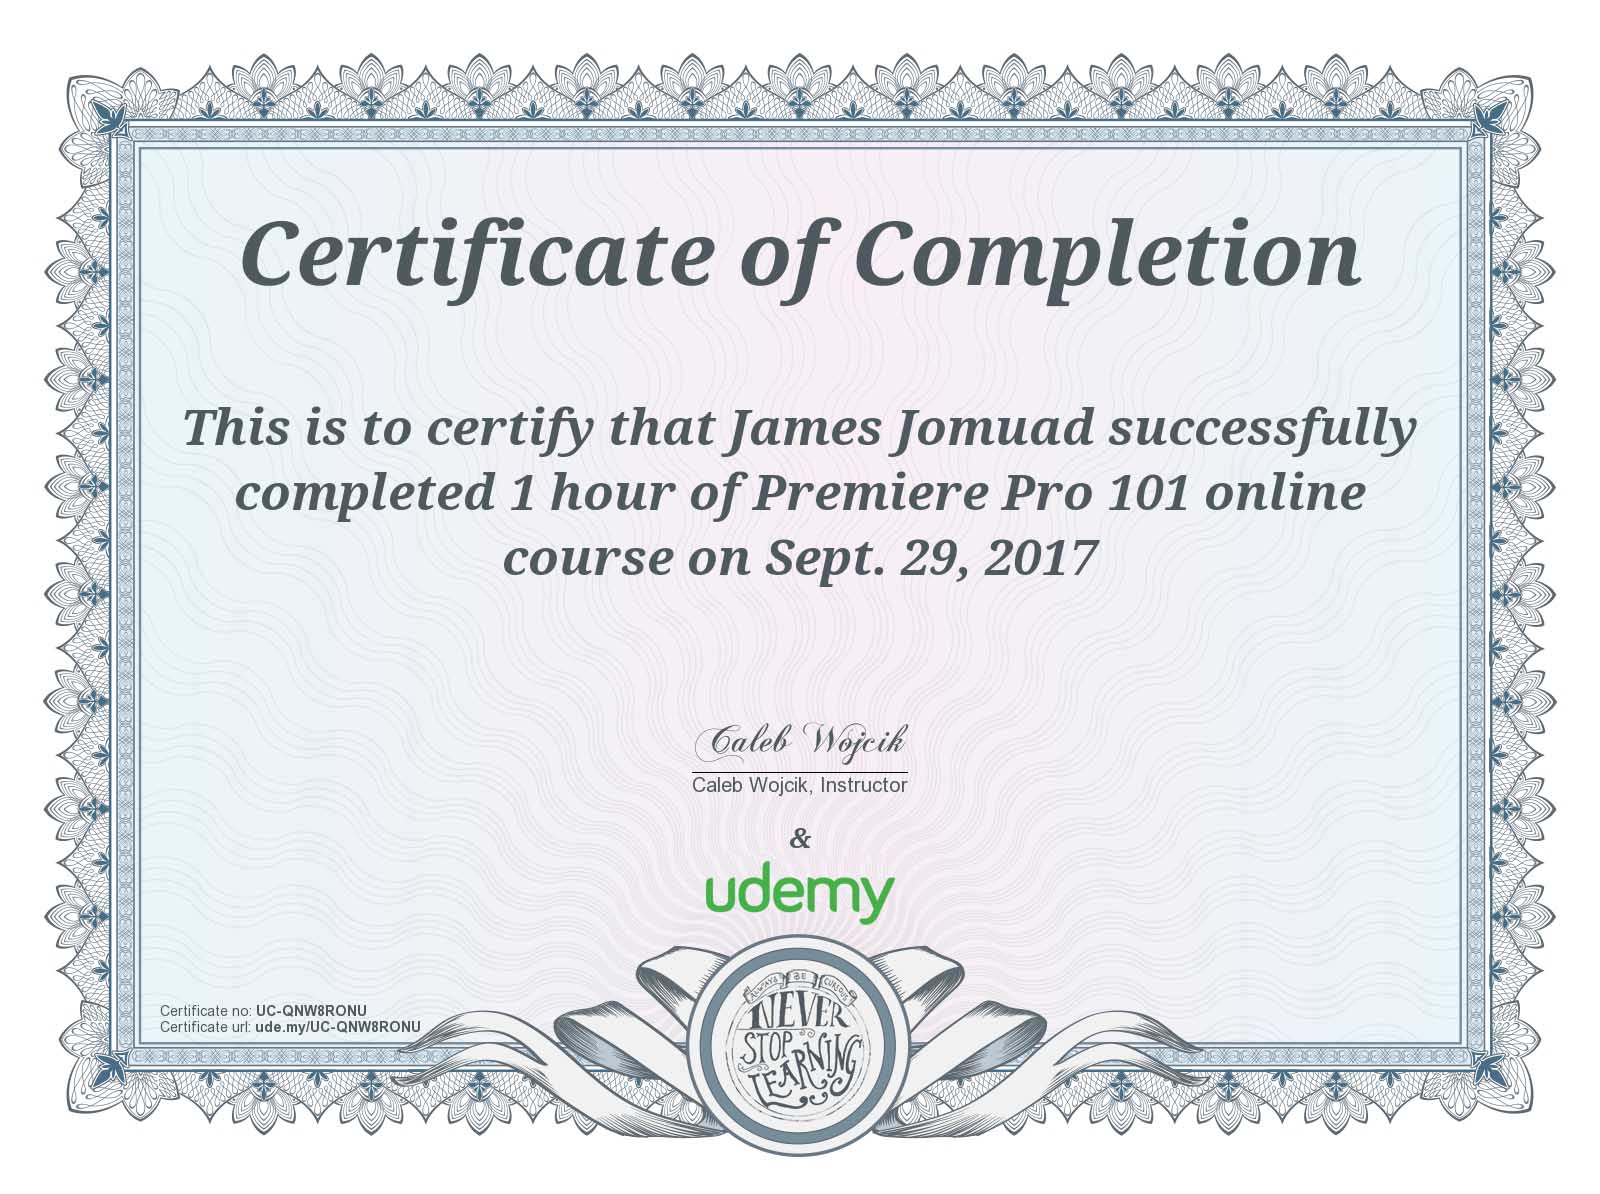 Certificate of Completion
This is to certify that James Jomuad successfully
completed 1 hour of Premiere Pro 101 online
course on Sept. 29, 2017
Caleb Wojcik
Caleb Wojcik, Instructor
&
udemy
ALWAYS BE CURIOUS
NEVER
STOP
LEARNING
Certificate no: UC-QNW8RONU
Certificate url: ude.my/UC-QNW8RONU